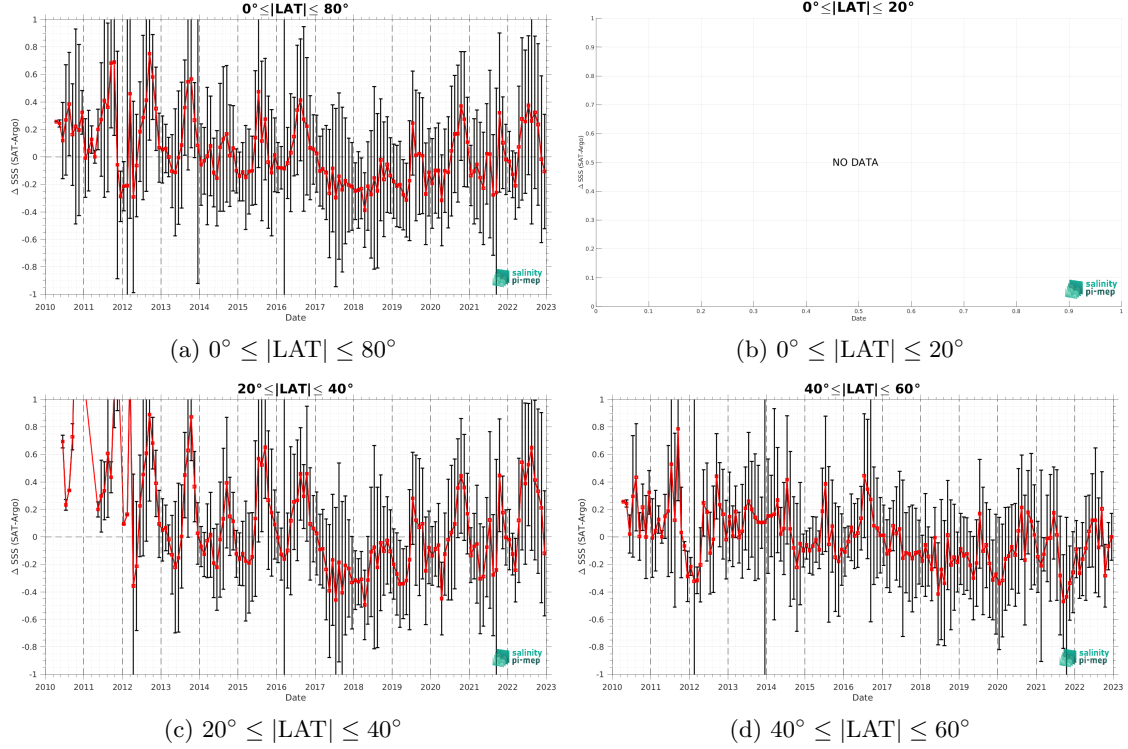 0°≤|LAT|≤ 80°
Δ SSS (SAT-Argo)
1
0.8
0.6
0.4
0.2
0
-0.2
-0.4
-0.6
-0.8
-1
2010 2011 2012 2013 2014 2015 2016 2017 2018 2019 2020 2021 2022 2023
Date
salinity
pi-mep
(a) 0° ≤ |LAT| ≤ 80°
0°≤|LAT|≤ 20°
Δ SSS (SAT-Argo)
1
0.9
0.8
0.7
0.6
0.5
0.4
0.3
0.2
0.1
0
NO DATA
0 0.1 0.2 0.3 0.4 0.5 0.6 0.7 0.8 0.9 1
Date
salinity
pi-mep
(b) 0° ≤ |LAT| ≤ 20°
20°≤|LAT|≤ 40°
Δ SSS (SAT-Argo)
1
0.8
0.6
0.4
0.2
0
-0.2
-0.4
-0.6
-0.8
-1
2010 2011 2012 2013 2014 2015 2016 2017 2018 2019 2020 2021 2022 2023
Date
salinity
pi-mep
(c) 20° ≤ |LAT| ≤ 40°
40°≤|LAT|≤ 60°
Δ SSS (SAT-Argo)
1
0.8
0.6
0.4
0.2
0
-0.2
-0.4
-0.6
-0.8
-1
2010 2011 2012 2013 2014 2015 2016 2017 2018 2019 2020 2021 2022 2023
Date
salinity
pi-mep
(d) 40° ≤ |LAT| ≤ 60°